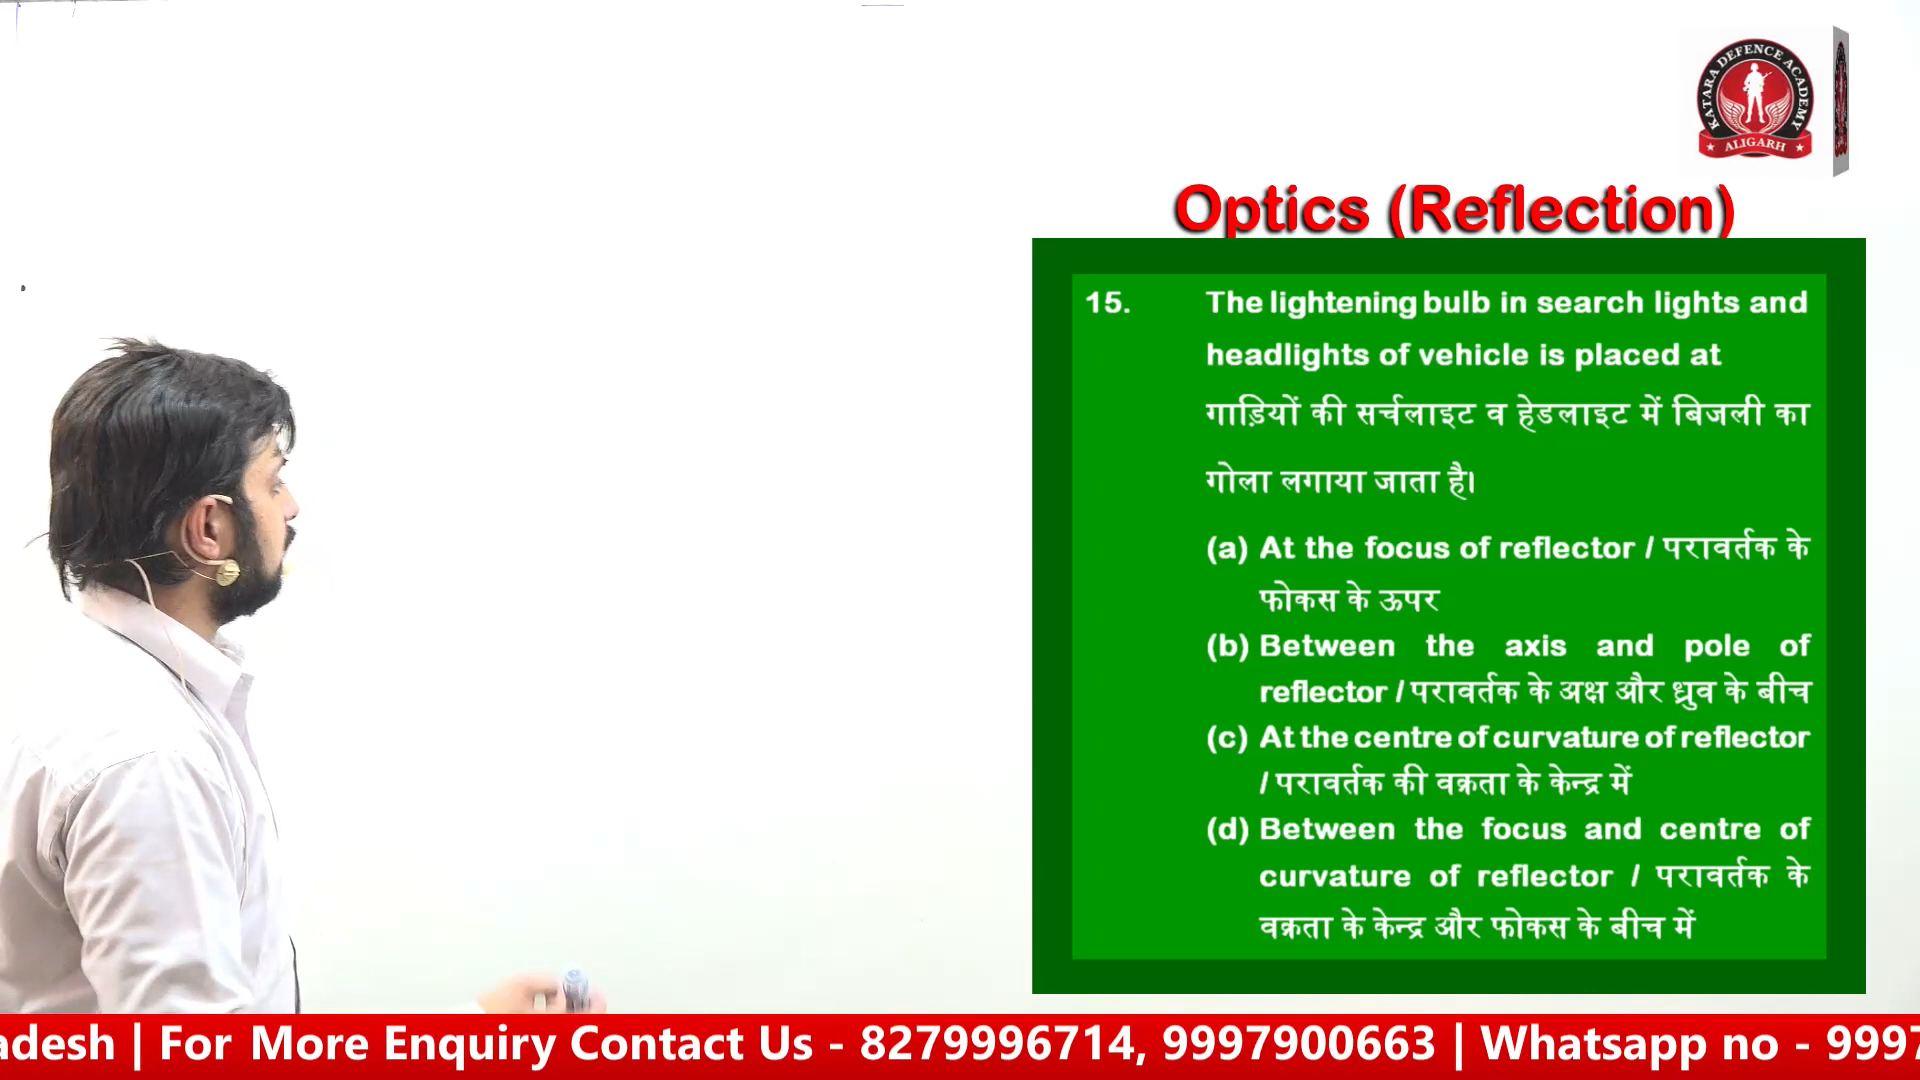 KATARA DEFENCE ACADEMY
ALIGARH
Optics (Reflection)
15. The lightening bulb in search lights and
headlights of vehicle is placed at
गाड़ियों की सर्चलाइट व हेडलाइट में बिजली का
गोला लगाया जाता है।
(a) At the focus of reflector / परावर्तक के
फोकस के ऊपर
(b) Between the axis and pole of
reflector / परावर्तक के अक्ष और ध्रुव के बीच
(c) At the centre of curvature of reflector
/ परावर्तक की वक्रता के केन्द्र में
(d) Between the focus and centre of
curvature of reflector / परावर्तक के
वक्रता के केन्द्र और फोकस के बीच में
adesh | For More Enquiry Contact Us - 8279996714, 9997900663 | Whatsapp no - 9997